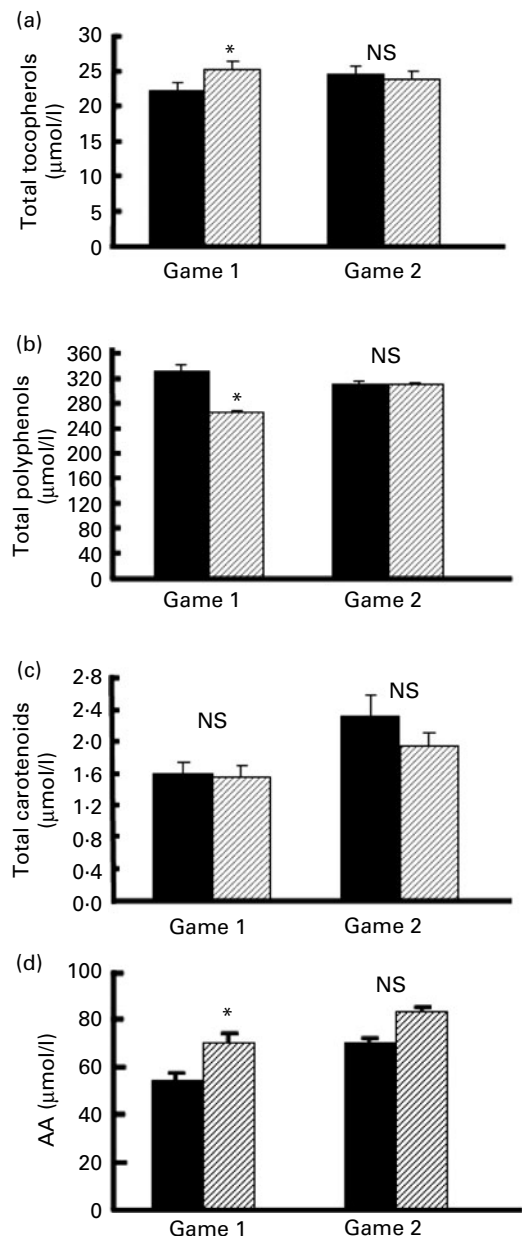 (a)
30
25
20
15
10
5
0
Total tocopherols
(μmol/l)
*
NS
Game 1 Game 2
(b)
360
320
280
240
200
160
120
80
40
0
Total polyphenols
(μmol/l)
*
NS
Game 1 Game 2
(c)
2·8
2·4
2·0
1·6
1·2
0·8
0·4
0·0
Total carotenoids
(μmol/l)
NS
NS
Game 1 Game 2
(d)
100
80
60
40
20
0
AA (μmol/l)
*
NS
Game 1 Game 2